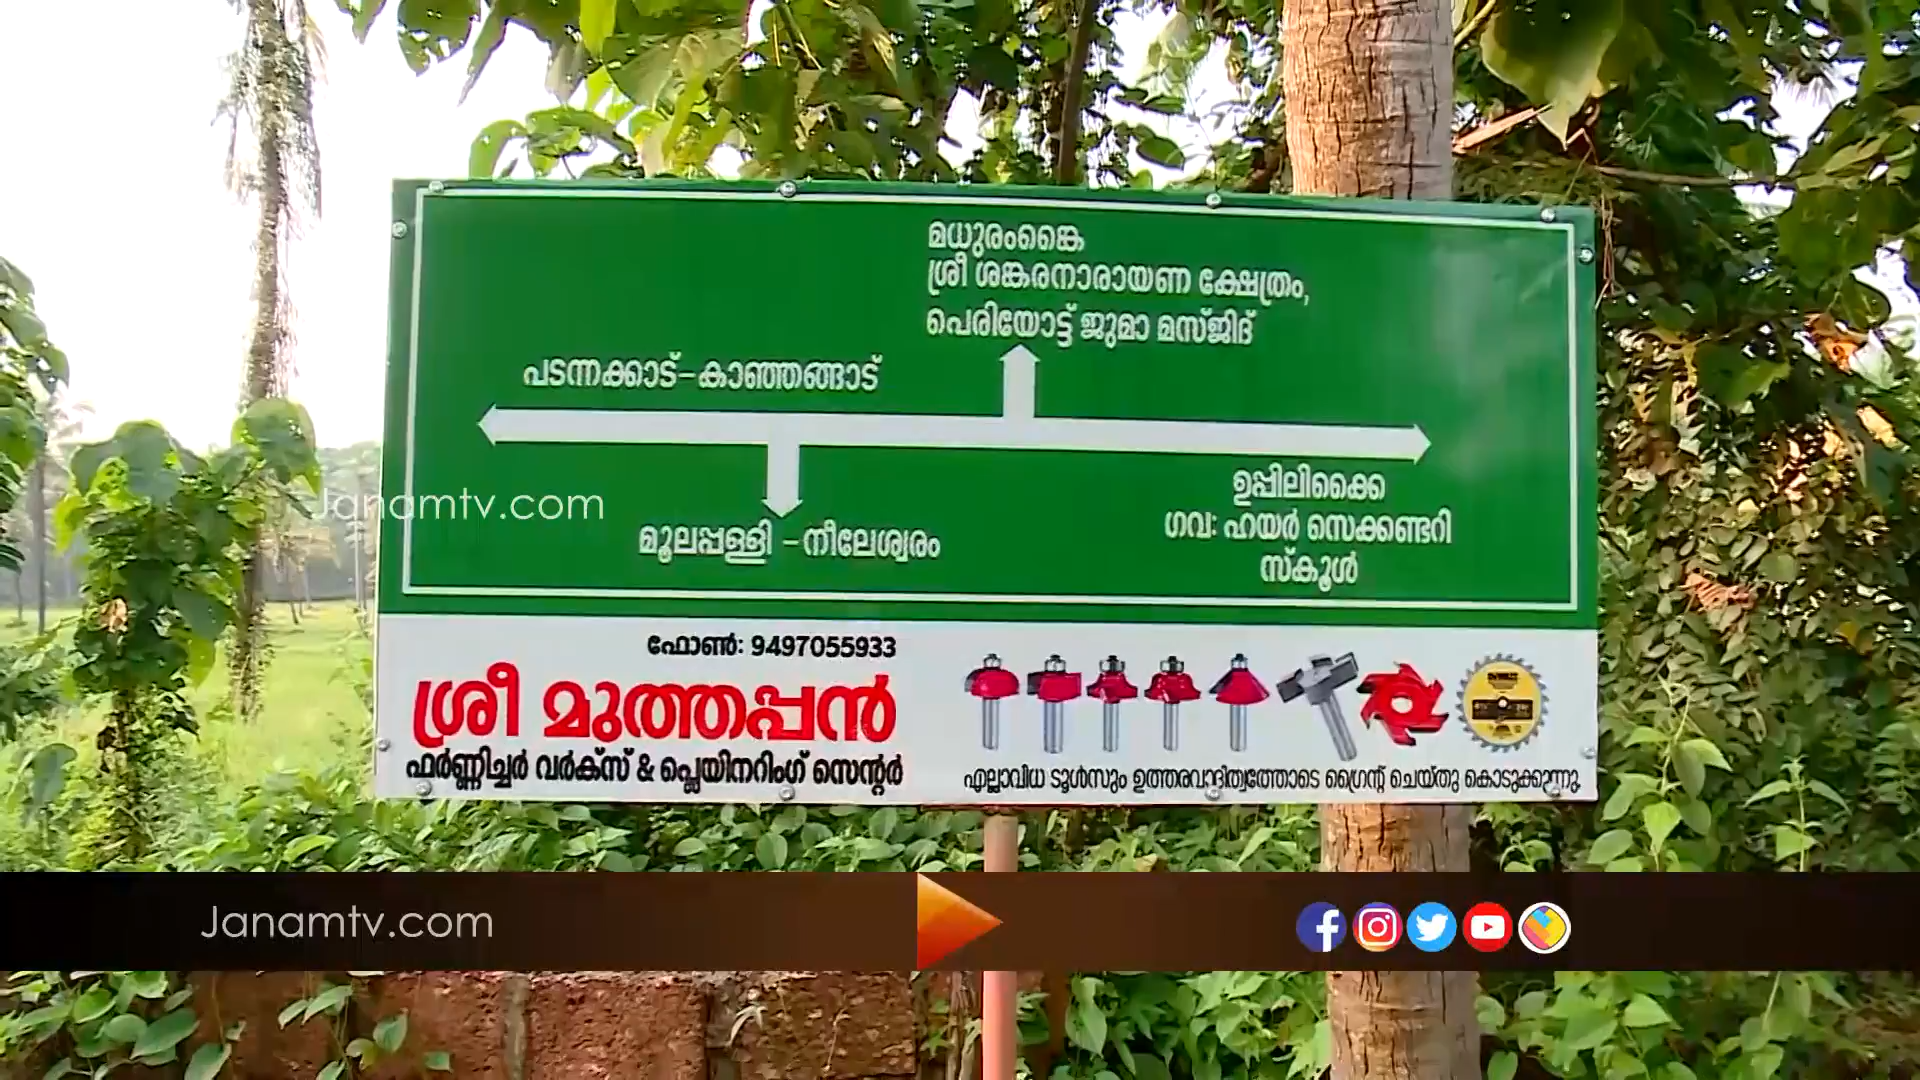 മധുരംങ്കൈ
ശ്രീ ശങ്കരനാരായണ ക്ഷേത്രം,
പെരിയോട്ട് ജുമാ മസ്ജിദ്
പടന്നക്കാട്-കാഞ്ഞങ്ങാട്
ഉപ്പിലിക്കൈ
ഗവ: ഹയർ സെക്കണ്ടറി
സ്കൂൾ
മൂലപ്പള്ളി -നീലേശ്വരം
Janamtv.com
ഫോൺ: 9497055933
ശ്രീ മുത്തപ്പൻ
ഫർണ്ണിച്ചർ വർക്സ് & പ്ലെയിനറിംഗ് സെന്റർ
എല്ലാവിധ ടൂൾസും ഉത്തരവാദിത്വത്തോടെ ഗ്രൈന്റ് ചെയ്തു കൊടുക്കുന്നു.
Janamtv.com